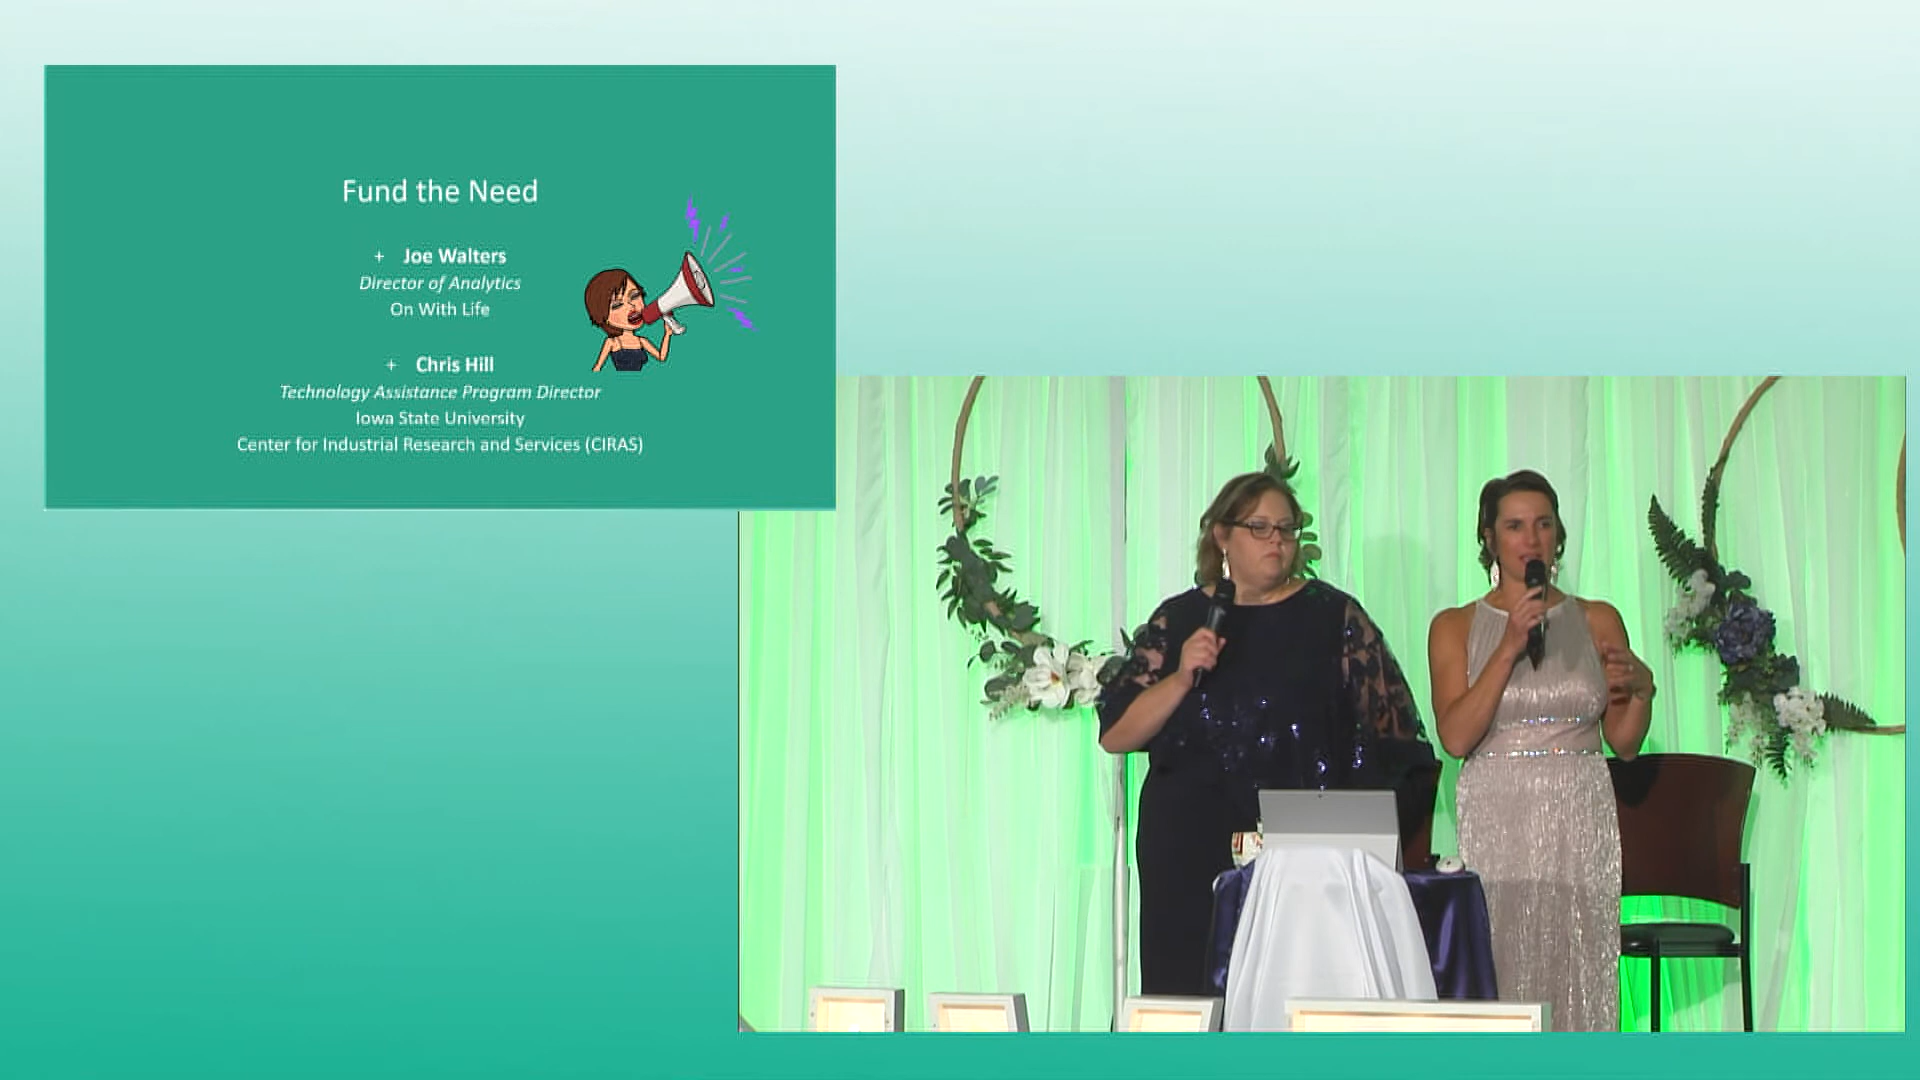 Fund the Need
+ Joe Walters
Director of Analytics
On With Life
+ Chris Hill
Technology Assistance Program Director
Iowa State University
Center for Industrial Research and Services (CIRAS)